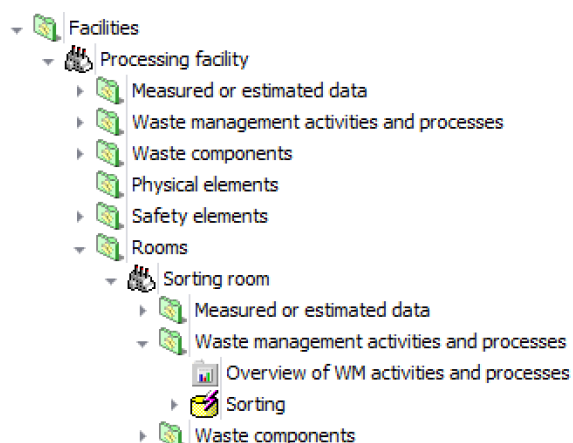 Facilities
Processing facility
Measured or estimated data
Waste management activities and processes
Waste components
Physical elements
Safety elements
Rooms
Sorting room
Measured or estimated data
Waste management activities and processes
Overview of WM activities and processes
Sorting
Waste components